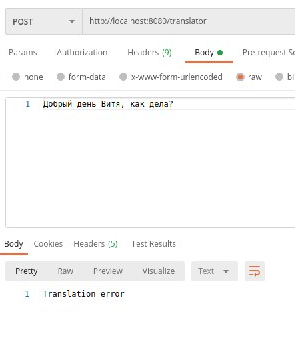 POST
http://localhost:8080/translator
Params Authorization Headers (9) Body Pre-request Sc
none form-data x-www-form-urlencoded raw bi
1 Добрый день Витя, как дела?
Body Cookies Headers (5) Test Results
Pretty Raw Preview Visualize Text
1 Translation error